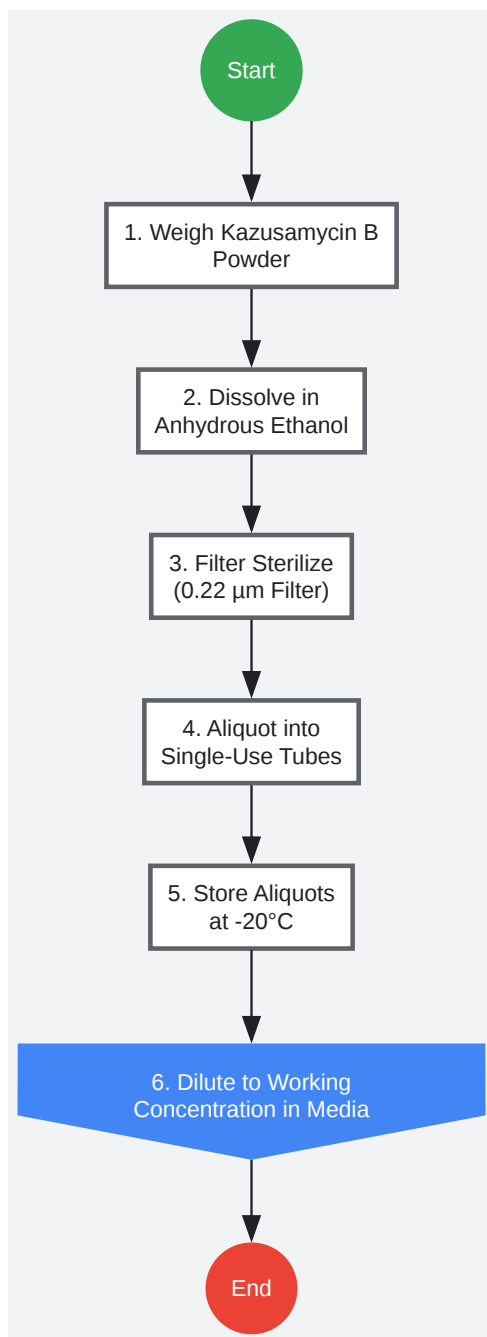 Start
1. Weigh Kazusamycin B
Powder
2. Dissolve in
Anhydrous Ethanol
3. Filter Sterilize
(0.22 µm Filter)
4. Aliquot into
Single-Use Tubes
5. Store Aliquots
at -20°C
6. Dilute to Working
Concentration in Media
End